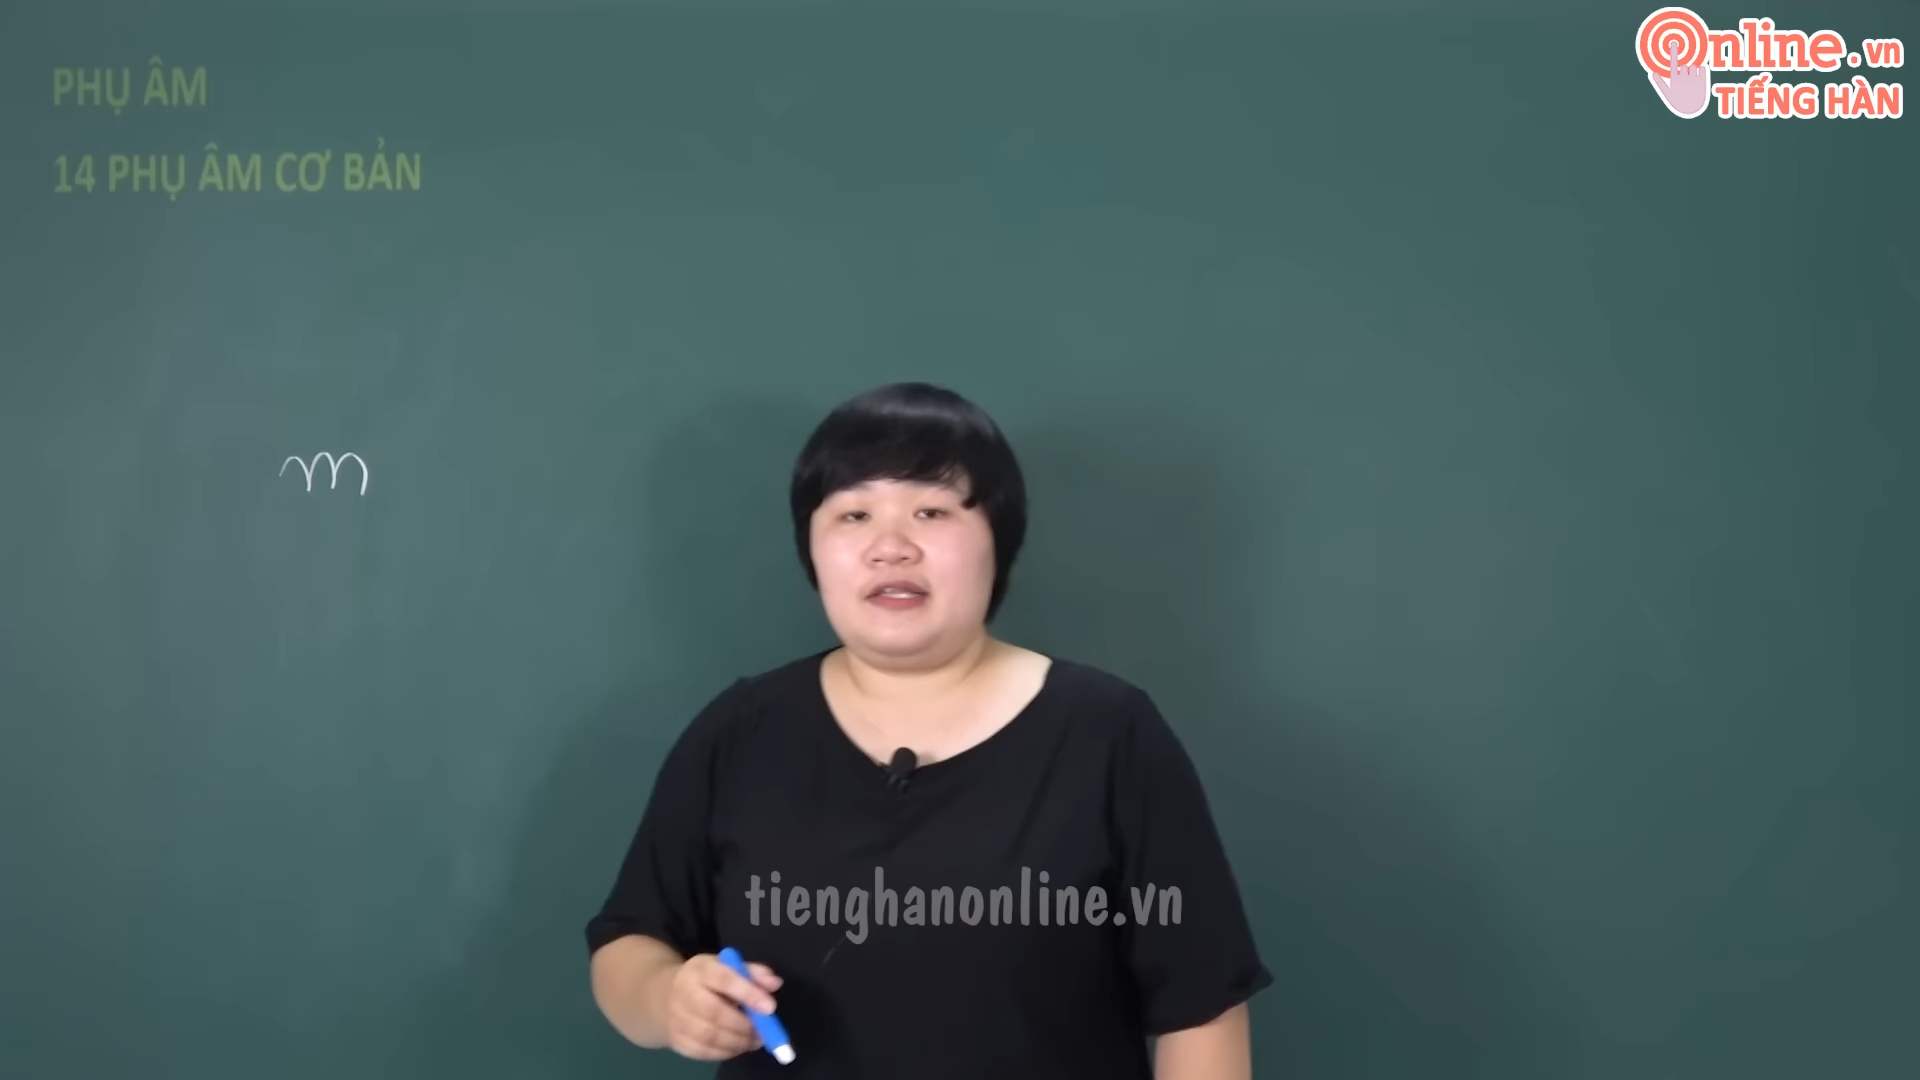 PHỤ ÂM
14 PHỤ ÂM CƠ BẢN
m
Online.vn
TIẾNG HÀN
tienghanonline.vn